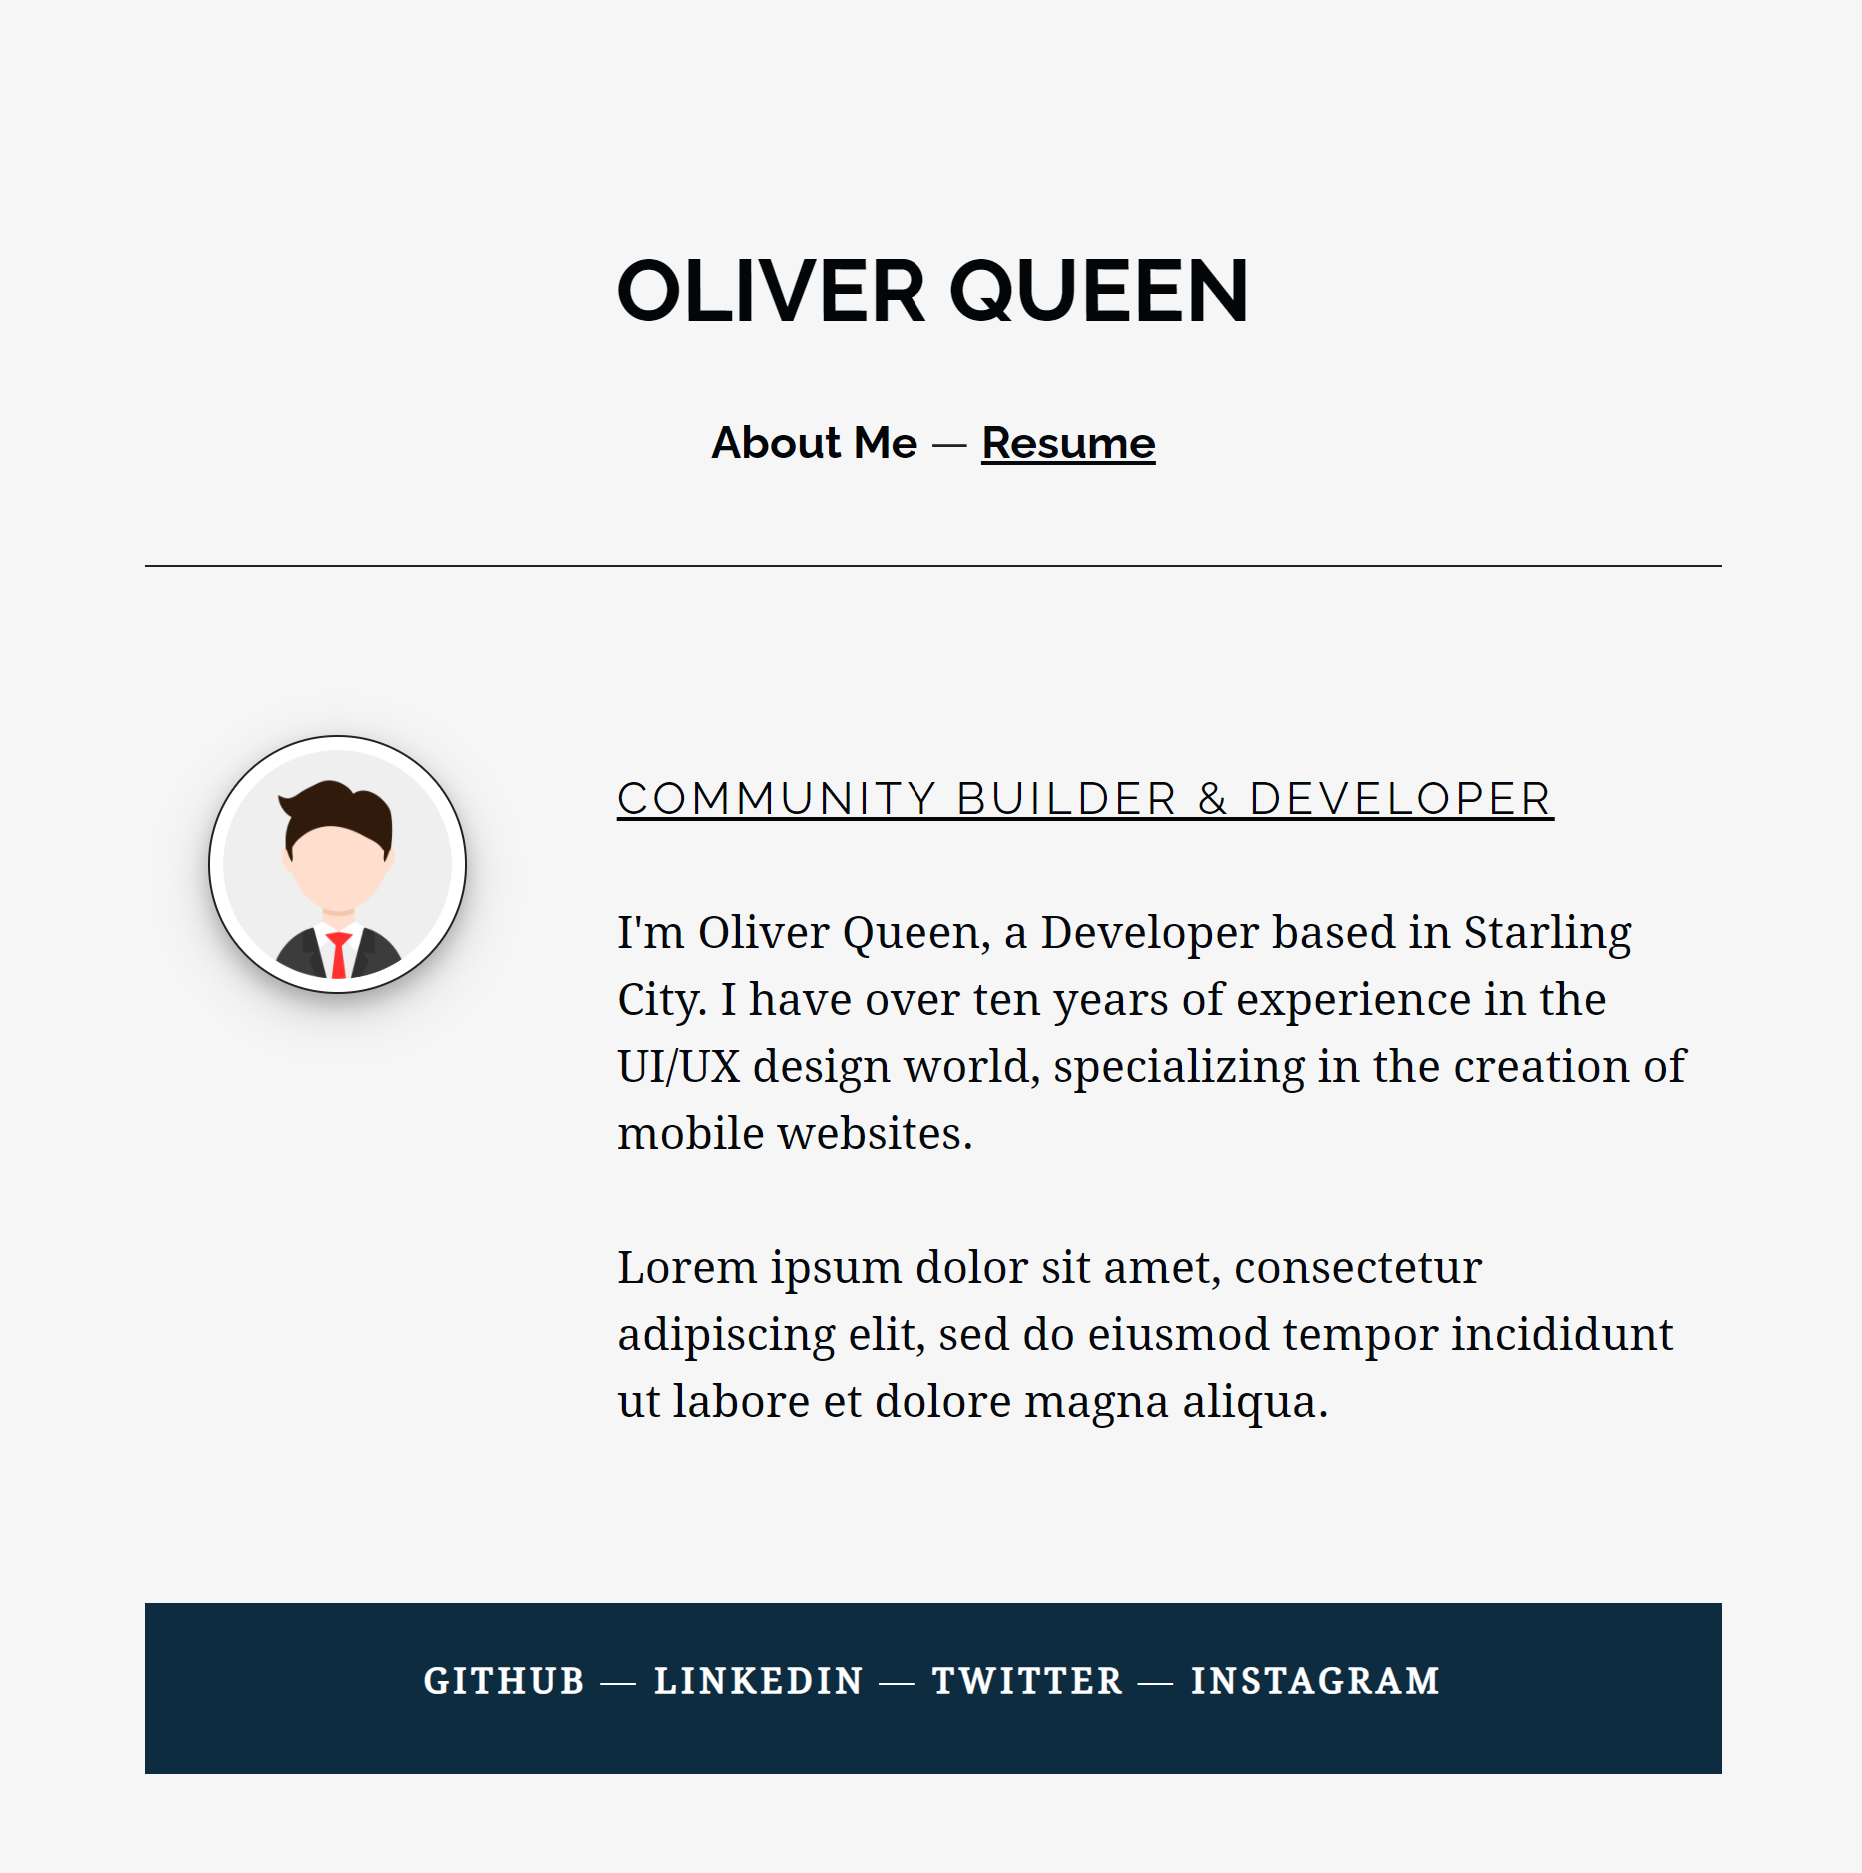 OLIVER QUEEN
About Me — Resume
COMMUNITY BUILDER & DEVELOPER
I'm Oliver Queen, a Developer based in Starling
City. I have over ten years of experience in the
UI/UX design world, specializing in the creation of
mobile websites.
Lorem ipsum dolor sit amet, consectetur
adipiscing elit, sed do eiusmod tempor incididunt
ut labore et dolore magna aliqua.
GITHUB — LINKEDIN — TWITTER — INSTAGRAM